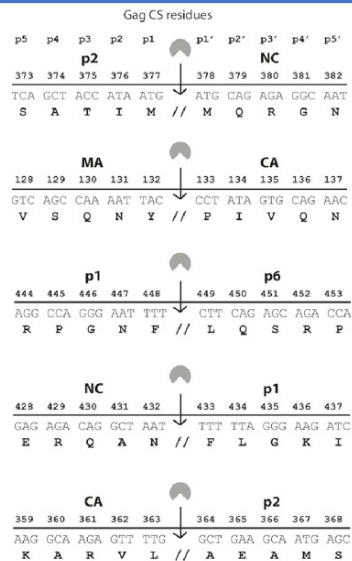 Gag CS residues
p5 p4 p3 p2 p1 p1' p2' p3' p4' p5'
p2 NC
373 374 375 376 377 378 379 380 381 382
TCA GCT ACC ATA ATG ATG CAG AGA GGC AAT
S A T I M // M Q R G N
MA CA
128 129 130 131 132 133 134 135 136 137
GTC AGC CAA AAT TAC CCT ATA GTG CAG AAC
V S Q N Y // P I V Q N
p1 p6
444 445 446 447 448 449 450 451 452 453
AGG CCA GGG AAT TTT CTT CAG AGC AGA CCA
R P G N F // L Q S R P
NC p1
428 429 430 431 432 433 434 435 436 437
GAG AGA CAG GCT AAT TTT TTA GGG AAG ATC
E R Q A N // F L G K I
CA p2
359 360 361 362 363 364 365 366 367 368
AAG GCA AGA GTT TTG GCT GAA GCA ATG AGC
K A R V L // A E A M S